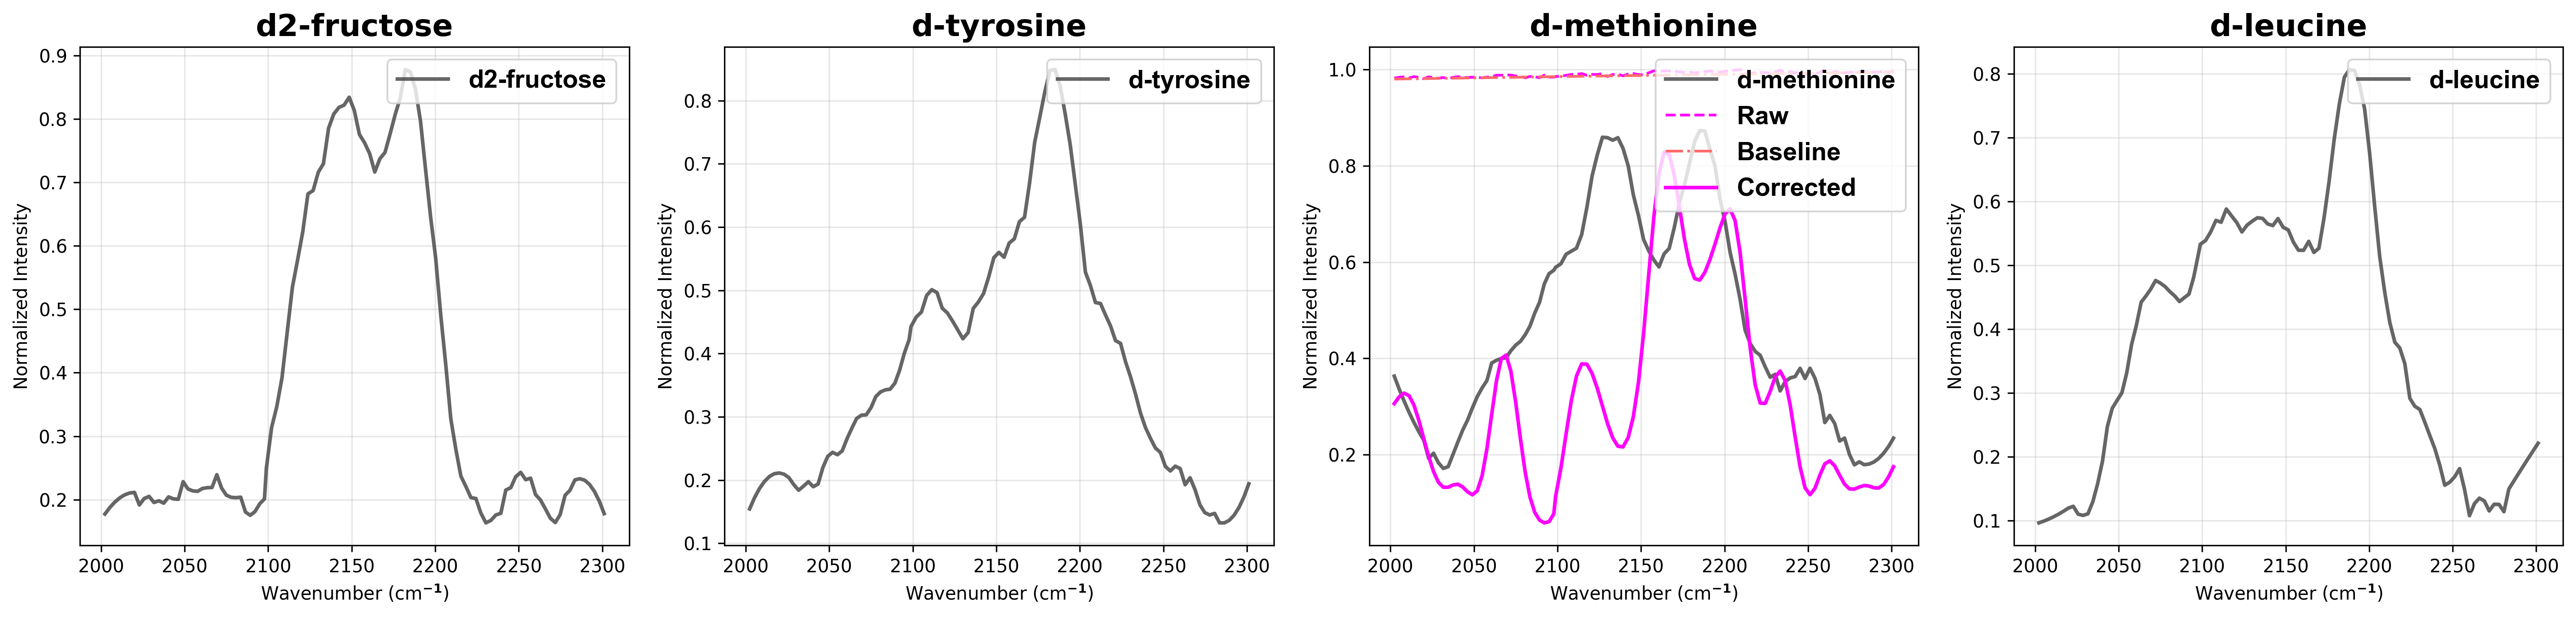 d2-fructose
d2-fructose
0.9
0.8
0.7
0.6
0.5
0.4
0.3
0.2
Normalized Intensity
2000 2050 2100 2150 2200 2250 2300
Wavenumber (cm⁻¹)
d-tyrosine
d-tyrosine
0.8
0.7
0.6
0.5
0.4
0.3
0.2
0.1
Normalized Intensity
2000 2050 2100 2150 2200 2250 2300
Wavenumber (cm⁻¹)
d-methionine
d-methionine
Raw
Baseline
Corrected
1.0
0.8
0.6
0.4
0.2
Normalized Intensity
2000 2050 2100 2150 2200 2250 2300
Wavenumber (cm⁻¹)
d-leucine
d-leucine
0.8
0.7
0.6
0.5
0.4
0.3
0.2
0.1
Normalized Intensity
2000 2050 2100 2150 2200 2250 2300
Wavenumber (cm⁻¹)